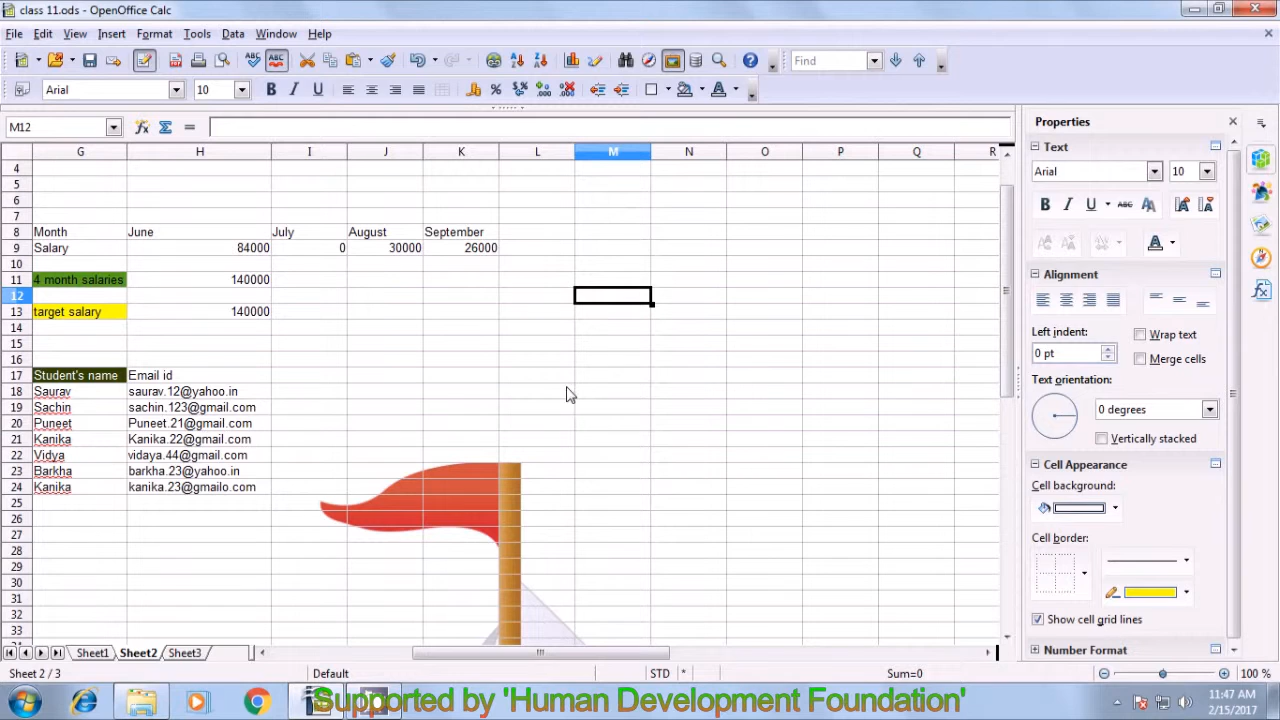 class 11.ods - OpenOffice Calc
File Edit View Insert Format Tools Data Window Help
Find
Arial 10
M12
G H I J K L M N O P Q R
4
5
6
7
8 Month June July August September
9 Salary 84000 0 30000 26000
10
11 4 month salaries 140000
12
13 target salary 140000
14
15
16
17 Student's name Email id
18 Saurav saurav.12@yahoo.in
19 Sachin sachin.123@gmail.com
20 Puneet Puneet.21@gmail.com
21 Kanika Kanika.22@gmail.com
22 Vidya vidaya.44@gmail.com
23 Barkha barkha.23@yahoo.in
24 Kanika kanika.23@gmailo.com
25
26
27
28
29
30
31
32
33
Properties
Text
Arial 10
Alignment
Left indent:
0 pt
Wrap text
Merge cells
Text orientation:
0 degrees
Vertically stacked
Cell Appearance
Cell background:
Cell border:
Show cell grid lines
Number Format
Sheet1 Sheet2 Sheet3
Sheet 2 / 3 Default STD * Sum=0 100 %
Supported by 'Human Development Foundation'
11:47 AM
2/15/2017